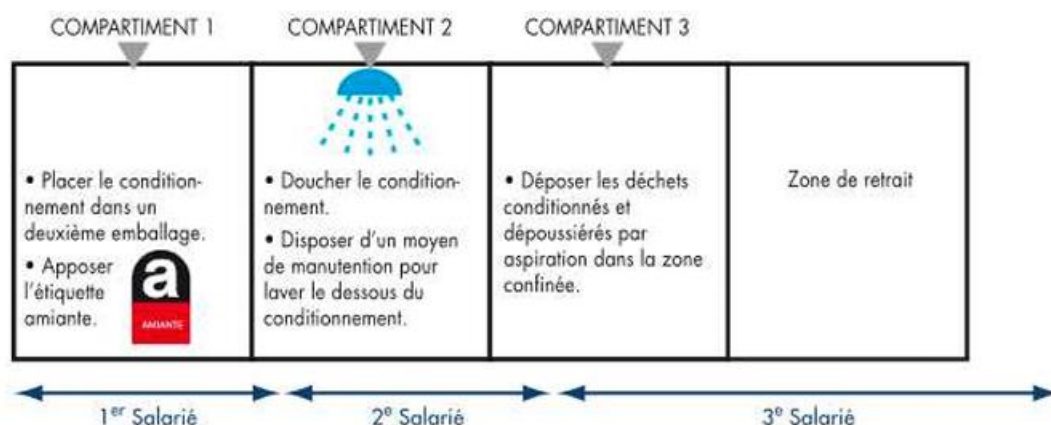 COMPARTIMENT 1
COMPARTIMENT 2
COMPARTIMENT 3
• Placer le condition-
nement dans un
deuxième emballage.
• Apposer
l'étiquette
amiante.
a
AMIANTE
• Doucher le condition-
nement.
• Disposer d'un moyen
de manutention pour
laver le dessous du
conditionnement.
• Déposer les déchets
conditionnés et
dépoussiérés par
aspiration dans la zone
confinée.
Zone de retrait
1er Salarié
2e Salarié
3e Salarié